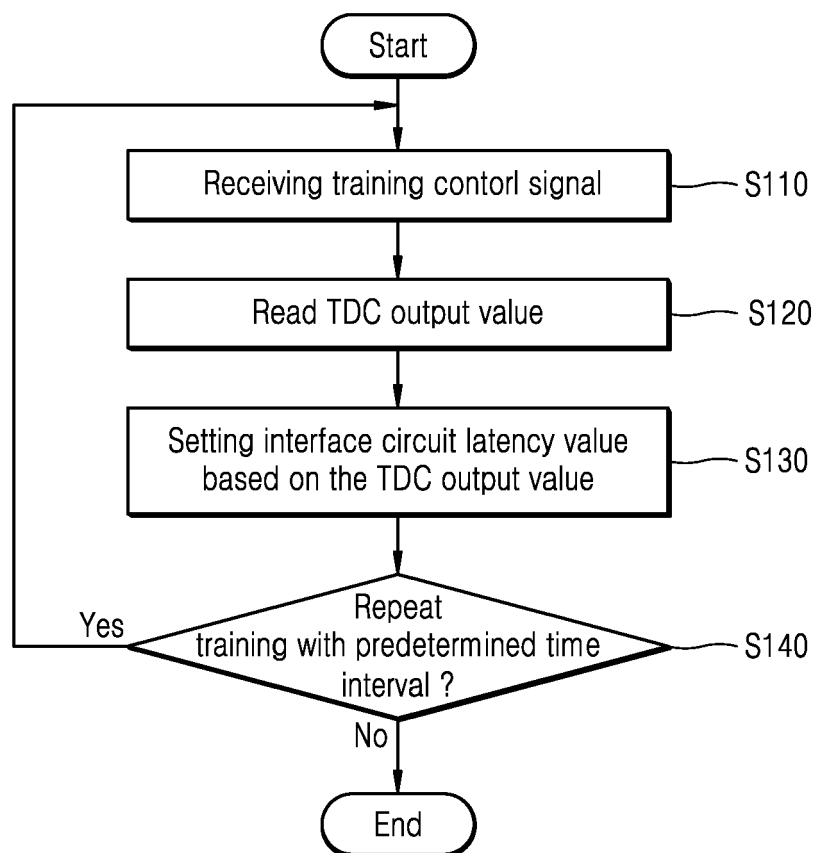 Start
Receiving training contorl signal
S110
Read TDC output value
S120
Setting interface circuit latency value
based on the TDC output value
S130
Repeat
training with predetermined time
interval ?
S140
Yes
No
End